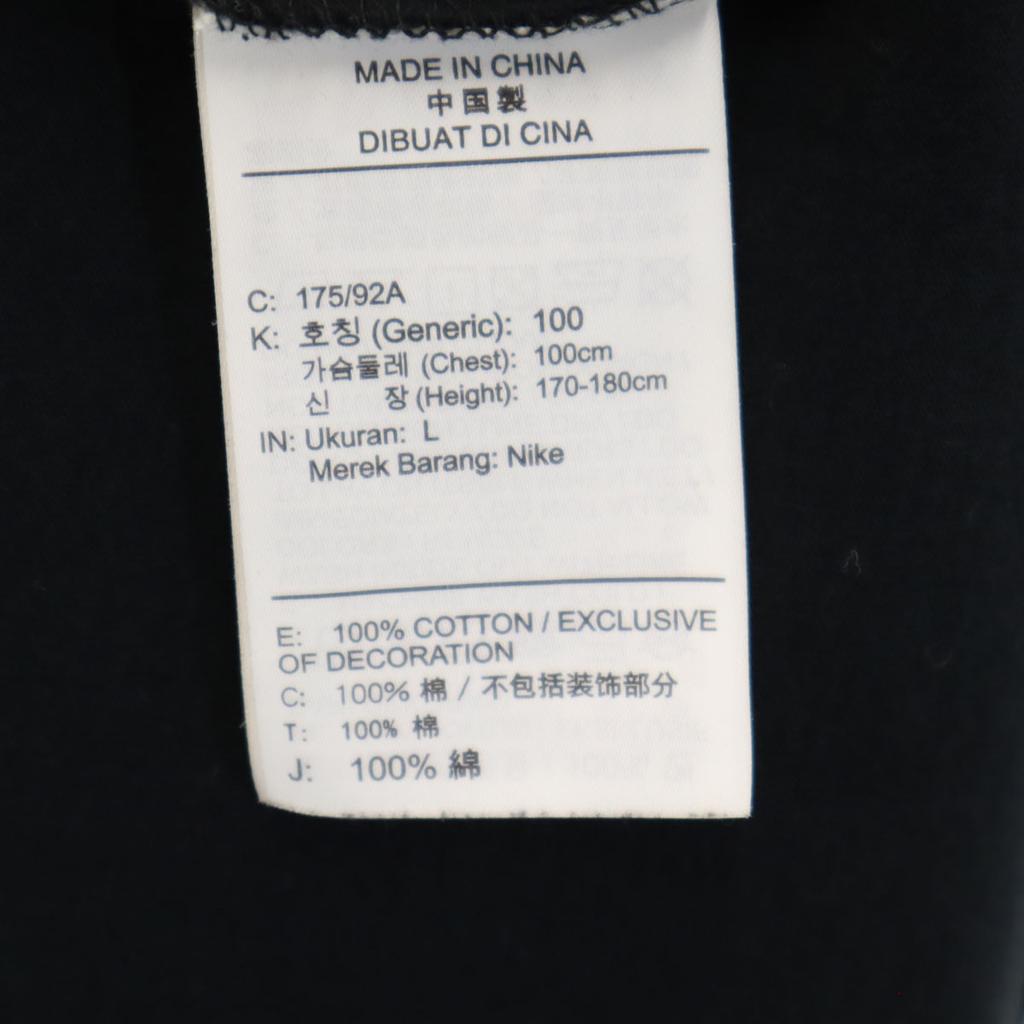 MADE IN CHINA
中国製
DIBUAT DI CINA
C: 175/92A
K: 호칭 (Generic): 100
가슴둘레 (Chest): 100cm
신 장 (Height): 170-180cm
IN: Ukuran: L
Merek Barang: Nike
E: 100% COTTON / EXCLUSIVE
OF DECORATION
C: 100% 棉 / 不包括装饰部分
T: 100% 棉
J: 100% 綿